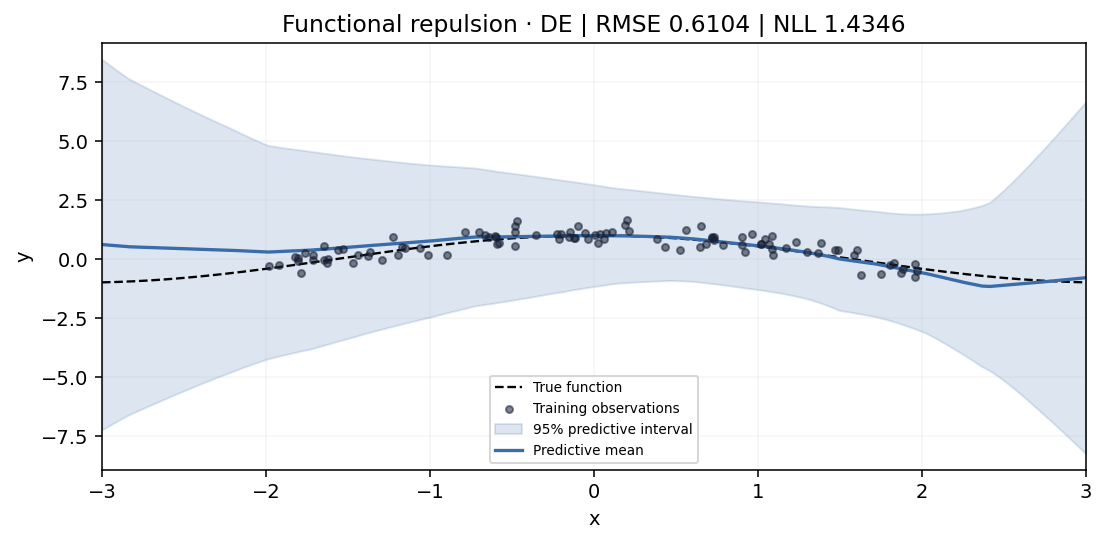 Functional repulsion · DE | RMSE 0.6104 | NLL 1.4346
y
7.5
5.0
2.5
0.0
−2.5
−5.0
−7.5
True function
Training observations
95% predictive interval
Predictive mean
−3
−2
−1
0
1
2
3
x